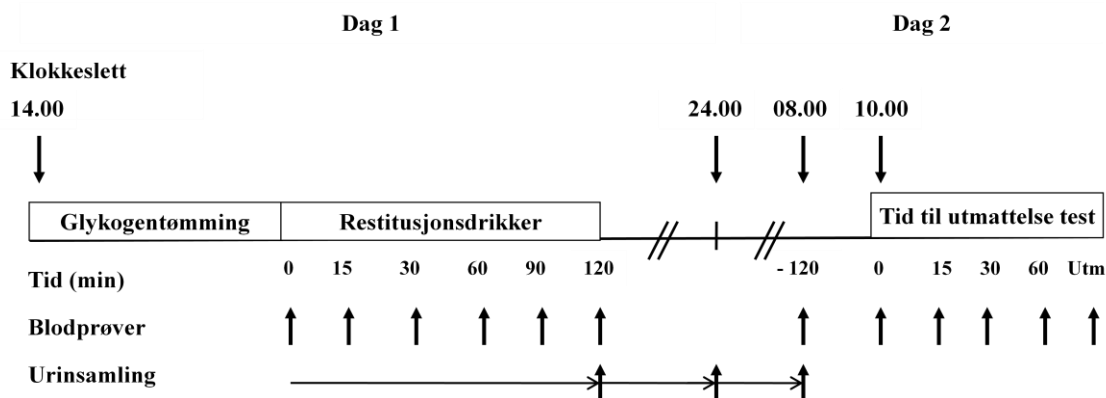 Dag 1 Dag 2
Klokkeslett
14.00 24.00 08.00 10.00
Glykogentømming Restitusjonsdrikker Tid til utmattelse test
Tid (min) 0 15 30 60 90 120 - 120 0 15 30 60 Utm
Blodprøver
Urinsamling